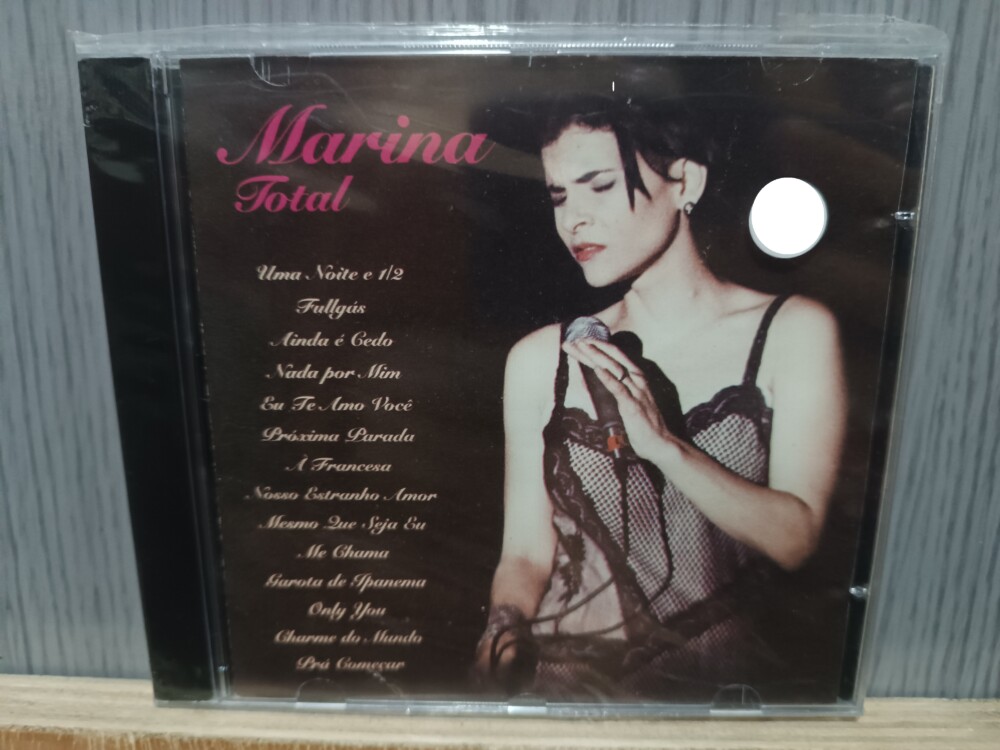 Marina
Total
Uma Noite e 1/2
Fullgás
Ainda é Cedo
Nada por Mim
Eu Te Amo Você
Próxima Parada
À Francesa
Nosso Estranho Amor
Mesmo Que Seja Eu
Me Chama
Garota de Ipanema
Only You
Charme do Mundo
Prá Começar